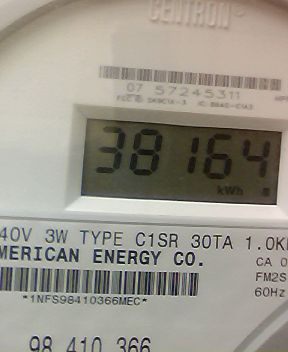 CENTRON®
07 57245311
38164
kWh
40V 3W TYPE C1SR 30TA 1.0K
MERICAN ENERGY CO.
CA 0
FM2S
*1NFS98410366MEC*
60Hz
98 410 366